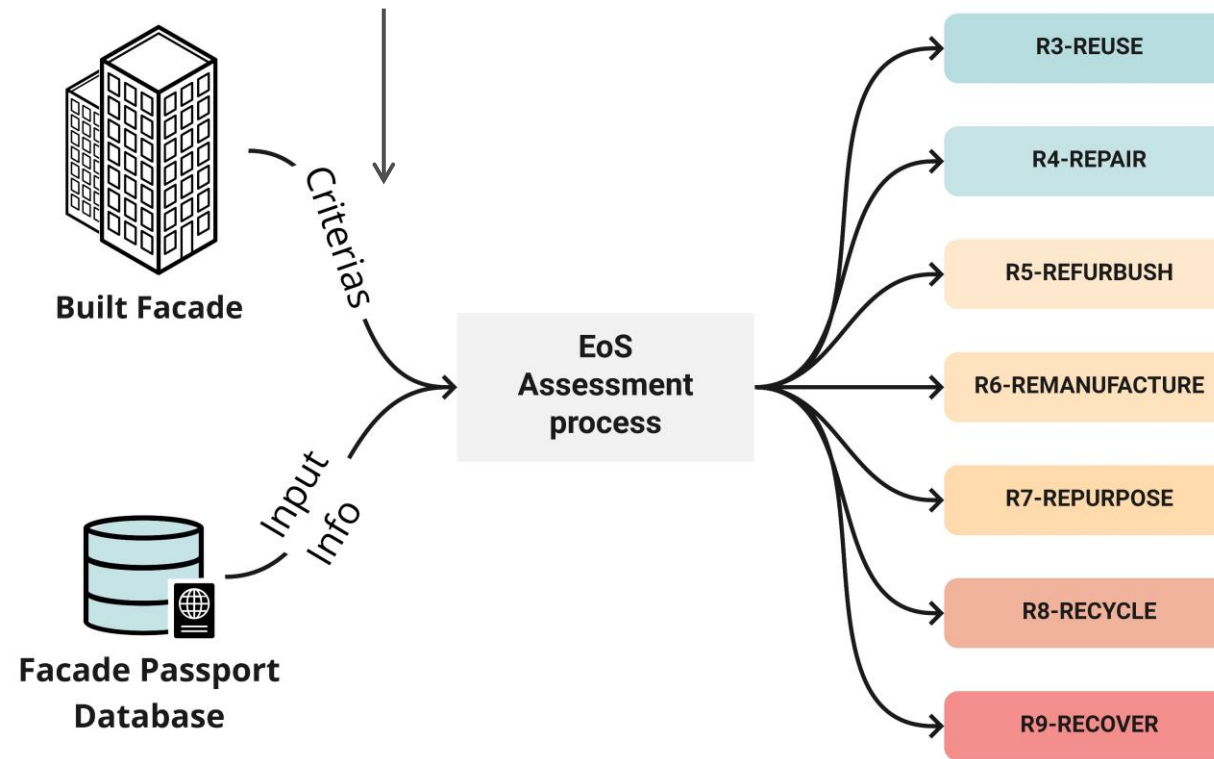 Criterias
Built Facade
Input
Info
Facade Passport
Database
EoS
Assessment
process
R3-REUSE
R4-REPAIR
R5-REFURBUSH
R6-REMANUFACTURE
R7-REPURPOSE
R8-RECYCLE
R9-RECOVER